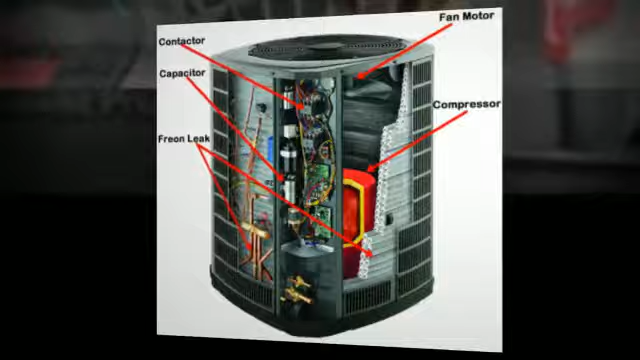 Fan Motor
Contactor
Capacitor
Compressor
Freon Leak